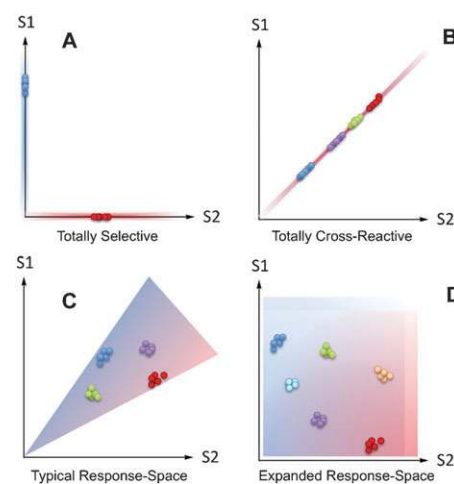 S1
A
S2
Totally Selective
S1
B
S2
Totally Cross-Reactive
S1
C
S2
Typical Response-Space
S1
D
S2
Expanded Response-Space